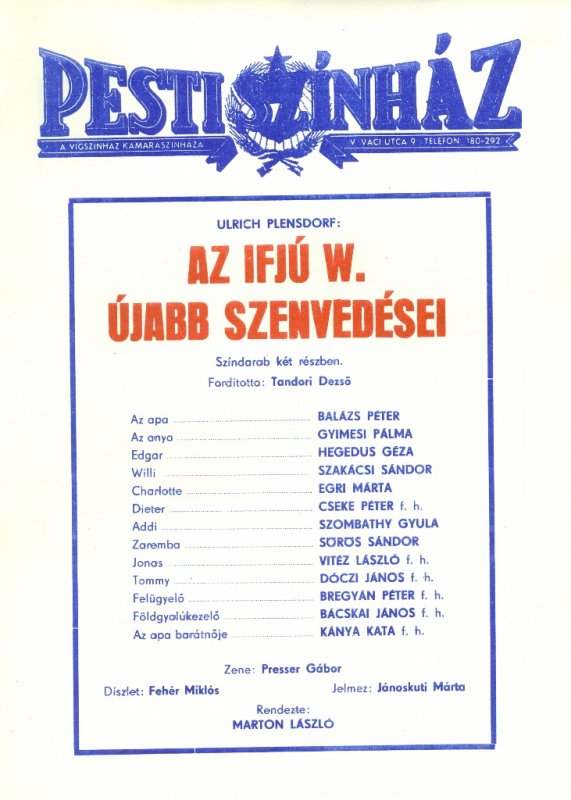 PESTI SZÍNHÁZ
A VIGSZINHÁZ KAMARASZINHÁZA V. VÁCI UTCA 9. TELEFON 180-292
ULRICH PLENSDORF:
AZ IFJÚ W.
ÚJABB SZENVEDÉSEI
Színdarab két részben.
Fordította: Tandori Dezső
Az apa BALÁZS PÉTER
Az anya GYIMESI PÁLMA
Edgar HEGEDUS GÉZA
Willi SZAKÁCSI SÁNDOR
Charlotte EGRI MÁRTA
Dieter CSEKE PÉTER f. h.
Addi SZOMBATHY GYULA
Zaremba SÖRÖS SÁNDOR
Jonas VITÉZ LÁSZLÓ f. h.
Tommy DÓCZI JÁNOS f. h.
Felügyelő BREGYÁN PÉTER f. h.
Földgyalúkezelő BÁCSKAI JÁNOS f. h.
Az apa barátnője KÁNYA KATA f. h.
Zene: Presser Gábor
Díszlet: Fehér Miklós Jelmez: Jánoskuti Márta
Rendezte:
MARTON LÁSZLÓ